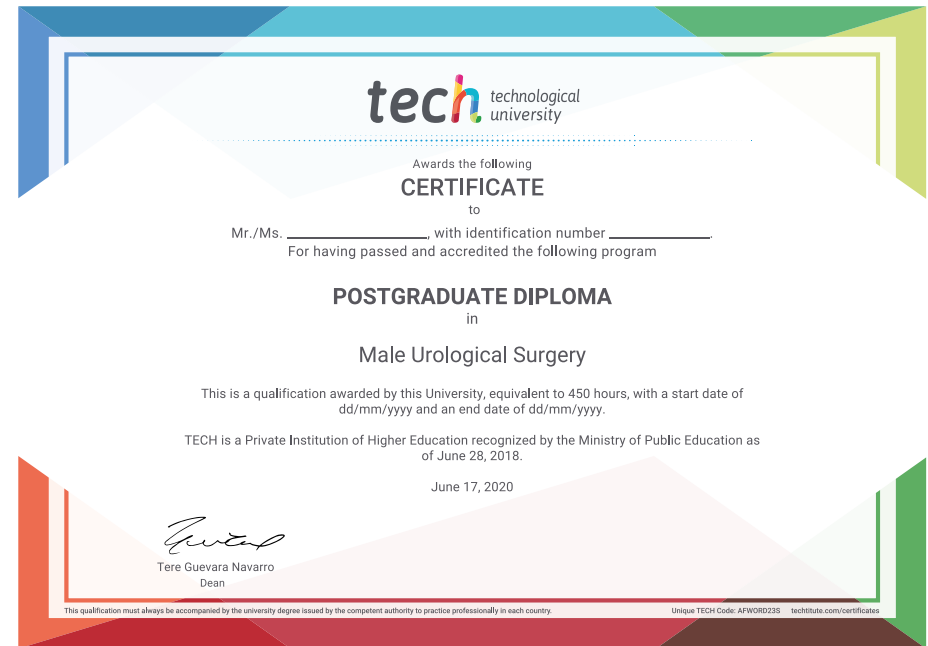 tech technological
university
Awards the following
CERTIFICATE
to
Mr./Ms. ____________________, with identification number ______________.
For having passed and accredited the following program
POSTGRADUATE DIPLOMA
in
Male Urological Surgery
This is a qualification awarded by this University, equivalent to 450 hours, with a start date of
dd/mm/yyyy and an end date of dd/mm/yyyy.
TECH is a Private Institution of Higher Education recognized by the Ministry of Public Education as
of June 28, 2018.
June 17, 2020
Tere Guevara Navarro
Dean
This qualification must always be accompanied by the university degree issued by the competent authority to practice professionally in each country.
Unique TECH Code: AFWORD23S techtitute.com/certificates